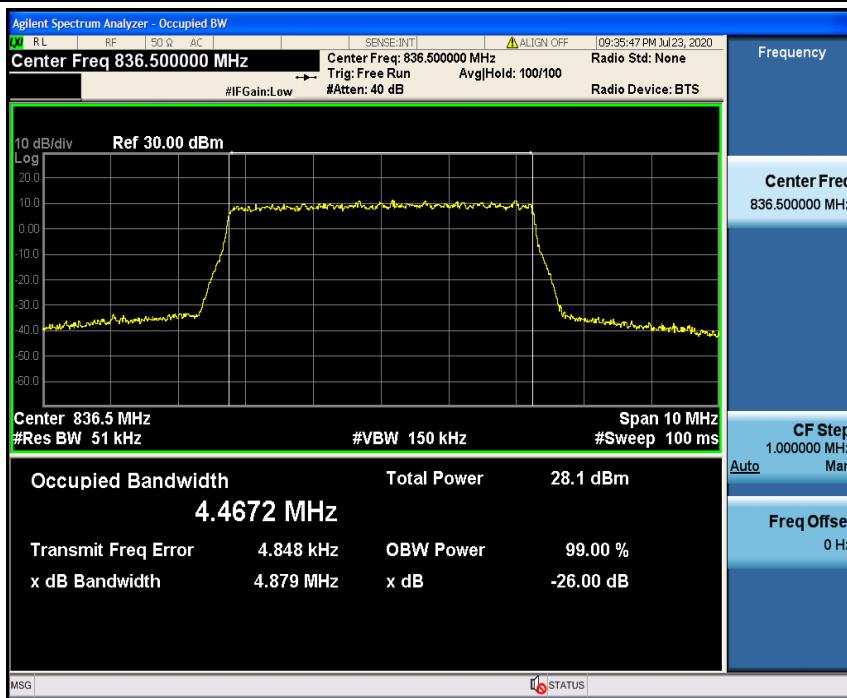 Agilent Spectrum Analyzer - Occupied BW
LXI RL RF 50 Ω AC SENSE:INT ALIGN OFF 09:35:47 PM Jul 23, 2020
Center Freq 836.500000 MHz
Center Freq: 836.500000 MHz
Radio Std: None
Trig: Free Run Avg|Hold: 100/100
#IFGain:Low
#Atten: 40 dB
Radio Device: BTS
Frequency
10 dB/div Ref 30.00 dBm
Log
20.0
10.0
0.00
-10.0
-20.0
-30.0
-40.0
-50.0
-60.0
Center 836.5 MHz Span 10 MHz
#Res BW 51 kHz #VBW 150 kHz #Sweep 100 ms
Center Freq
836.500000 MHz
CF Step
1.000000 MHz
Auto Man
Freq Offse
0 Hz
Occupied Bandwidth Total Power 28.1 dBm
4.4672 MHz
Transmit Freq Error 4.848 kHz OBW Power 99.00 %
x dB Bandwidth 4.879 MHz x dB -26.00 dB
MSG STATUS